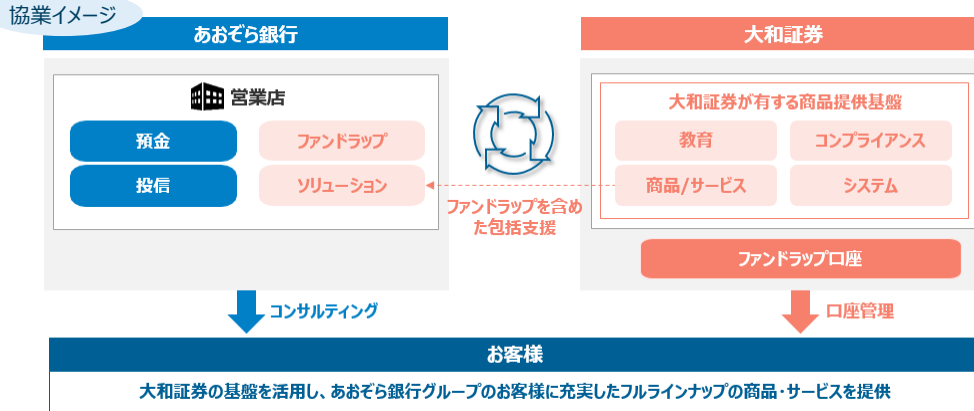 協業イメージ
あおぞら銀行
大和証券
営業店
預金
ファンドラップ
投信
ソリューション
大和証券が有する商品提供基盤
教育
コンプライアンス
商品/サービス
システム
ファンドラップを含め
た包括支援
ファンドラップ口座
コンサルティング
口座管理
お客様
大和証券の基盤を活用し、あおぞら銀行グループのお客様に充実したフルラインナップの商品・サービスを提供